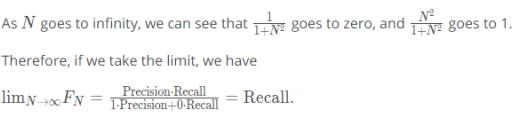 As N goes to infinity, we can see that 1/(1+N²) goes to zero, and N²/(1+N²) goes to 1.
Therefore, if we take the limit, we have
lim_{N→∞} F_N = (Precision·Recall)/(1·Precision+0·Recall) = Recall.